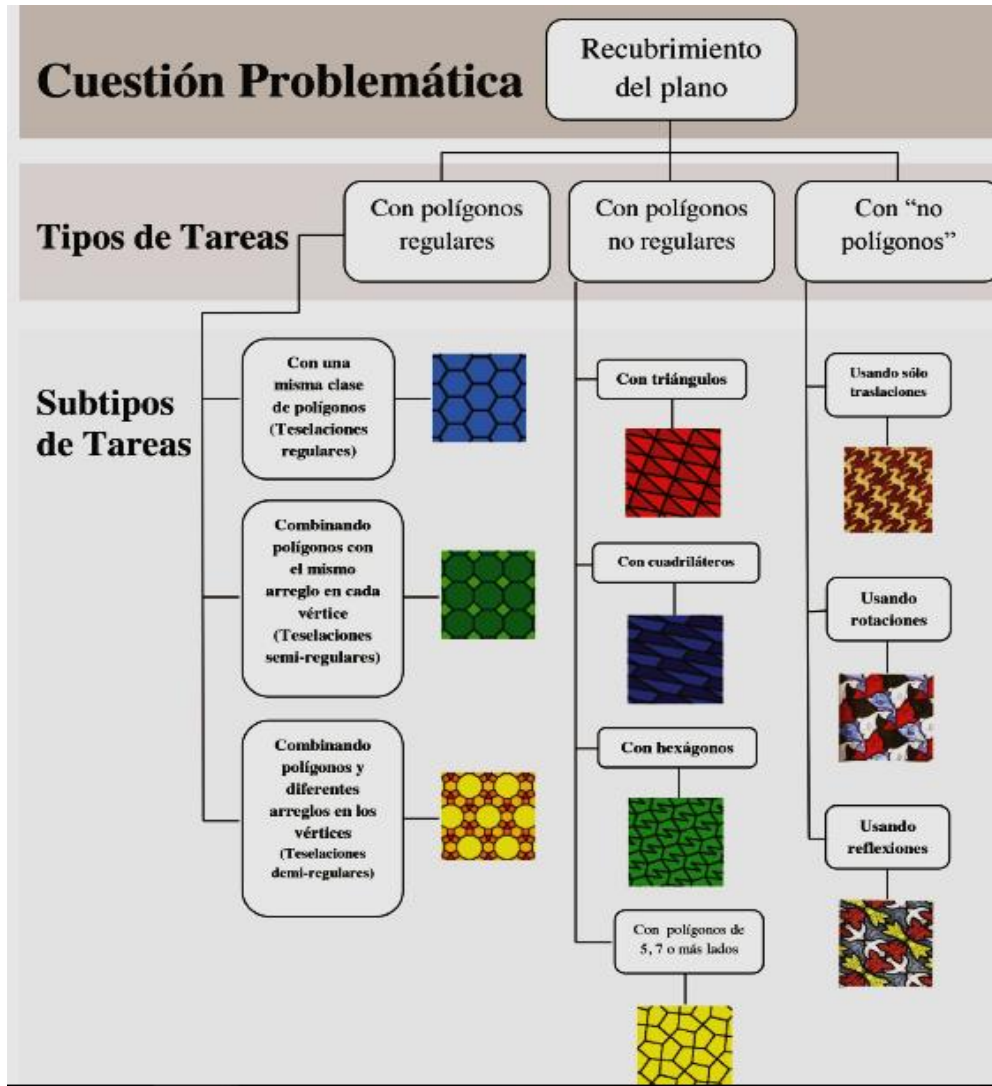 Cuestión Problemática
Recubrimiento
del plano
Tipos de Tareas
Con polígonos
regulares
Con polígonos
no regulares
Con “no
polígonos”
Subtipos
de Tareas
Con una
misma clase
de polígonos
(Teselaciones
regulares)
Combinando
polígonos con
el mismo
arreglo en cada
vértice
(Teselaciones
semi-regulares)
Combinando
polígonos y
diferentes
arreglos en los
vértices
(Teselaciones
demi-regulares)
Con triángulos
Con cuadriláteros
Con hexágonos
Con polígonos de
5, 7 o más lados
Usando sólo
traslaciones
Usando
rotaciones
Usando
reflexiones